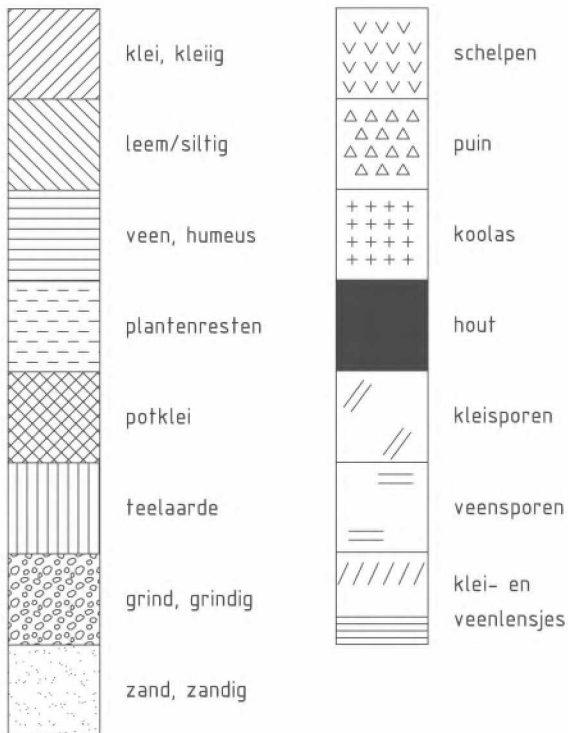 klei, kleiig
leem/siltig
veen, humeus
plantenresten
potklei
teelaarde
grind, grindig
zand, zandig
schelpen
puin
koolas
hout
kleisporen
veensporen
klei- en
veenlensjes